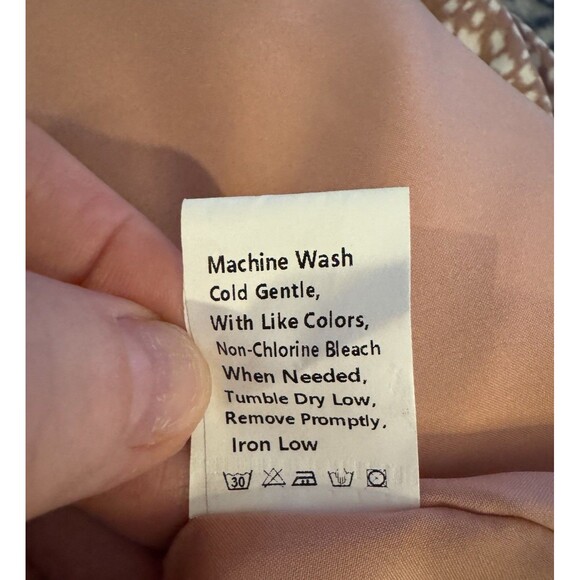 Machine Wash
Cold Gentle,
With Like Colors,
Non-Chlorine Bleach
When Needed,
Tumble Dry Low,
Remove Promptly,
Iron Low
30